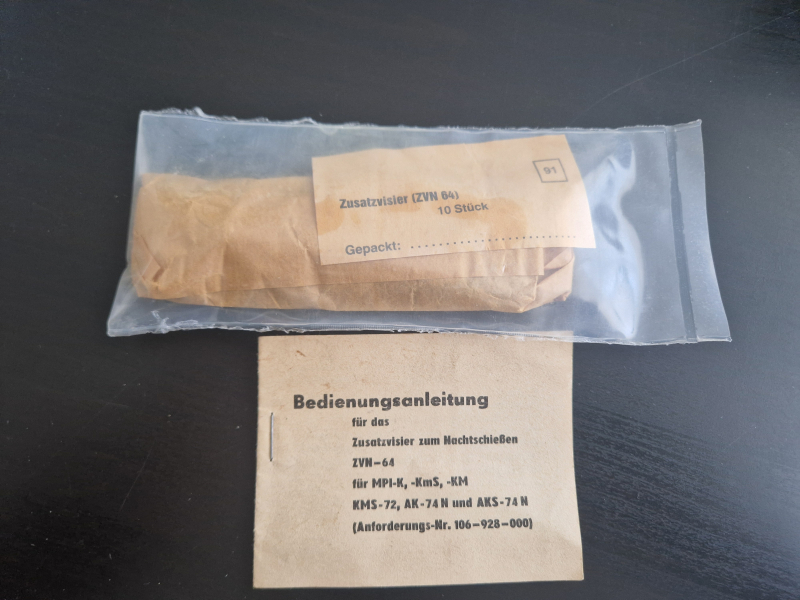 91
Zusatzvisier (ZVN 64)
10 Stück
Gepackt: ..............................
Bedienungsanleitung
für das
Zusatzvisier zum Nachtschießen
ZVN-64
für MPI-K, -KmS, -KM
KMS-72, AK-74 N und AKS-74 N
(Anforderungs-Nr. 106-928-000)